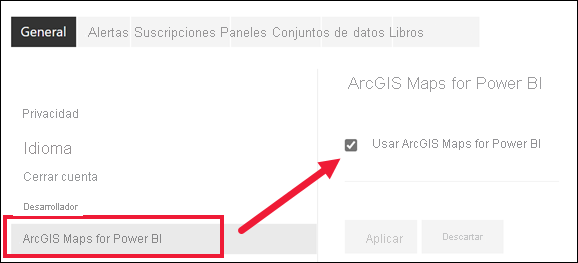 General Alertas Suscripciones Paneles Conjuntos de datos Libros
ArcGIS Maps for Power BI
Privacidad
Usar ArcGIS Maps for Power BI
Idioma
Cerrar cuenta
Desarrollador
ArcGIS Maps for Power BI
Aplicar
Descartar